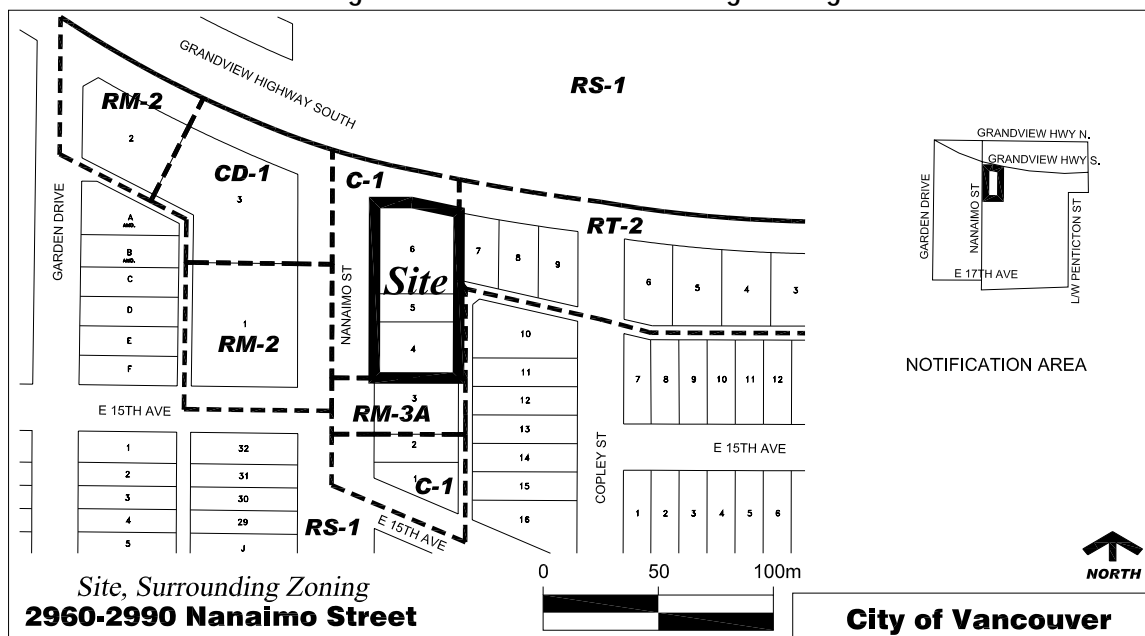 GRANDVIEW HIGHWAY SOUTH
RS-1
RM-2
2
CD-1
3
C-1
RT-2
GARDEN DRIVE
A
AMD.
B
AMD.
C
D
E
F
1
RM-2
NANAIMO ST
6
Site
5
4
7
8
9
6
5
4
3
10
11
12
13
14
15
16
7
8
9
10
11
12
E 15TH AVE
3
RM-3A
2
1
C-1
E 15TH AVE
RS-1
E 15TH AVE
COPLEY ST
1
2
3
4
5
32
31
30
29
J
1
2
3
4
5
6
GRANDVIEW HWY N.
GRANDVIEW HWY S.
GARDEN DRIVE
NANAIMO ST
L/W PENTICTON ST
E 17TH AVE
NOTIFICATION AREA
NORTH
0 50 100m
Site, Surrounding Zoning
2960-2990 Nanaimo Street
City of Vancouver